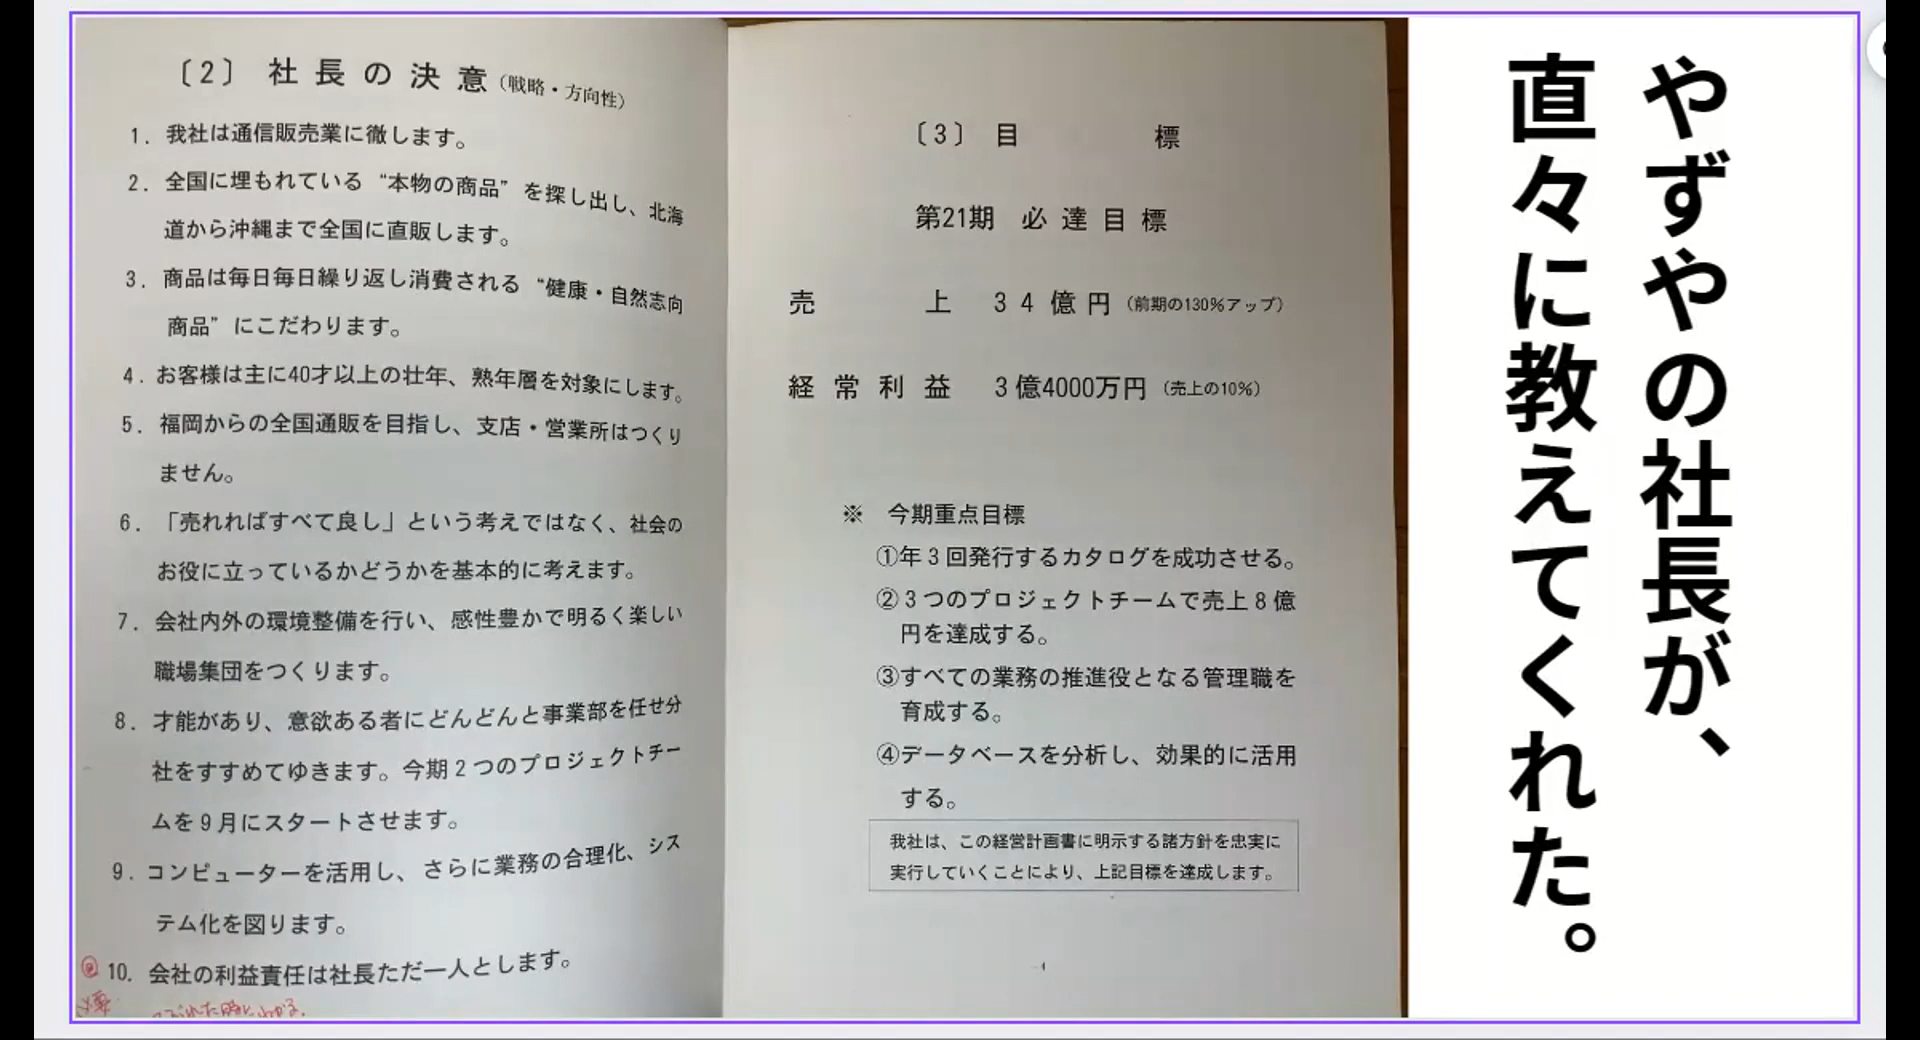 〔2〕 社長の決意（戦略・方向性）
1. 我社は通信販売業に徹します。
2. 全国に埋もれている “本物の商品” を探し出し、北海
道から沖縄まで全国に直販します。
3. 商品は毎日毎日繰り返し消費される “健康・自然志向
商品” にこだわります。
4. お客様は主に40才以上の壮年、熟年層を対象にします。
5. 福岡からの全国通販を目指し、支店・営業所はつくり
ません。
6. 「売れればすべて良し」という考えではなく、社会の
お役に立っているかどうかを基本的に考えます。
7. 会社内外の環境整備を行い、感性豊かで明るく楽しい
職場集団をつくります。
8. 才能があり、意欲ある者にどんどんと事業部を任せ分
社をすすめてゆきます。今期2つのプロジェクトチー
ムを9月にスタートさせます。
9. コンピューターを活用し、さらに業務の合理化、シス
テム化を図ります。
10. 会社の利益責任は社長ただ一人とします。
〔3〕 目 標
第21期 必達目標
売 上 34億円（前期の130％アップ）
経常利益 3億4000万円（売上の10％）
※ 今期重点目標
①年3回発行するカタログを成功させる。
②3つのプロジェクトチームで売上8億
円を達成する。
③すべての業務の推進役となる管理職を
育成する。
④データベースを分析し、効果的に活用
する。
我社は、この経営計画書に明示する諸方針を忠実に
実行していくことにより、上記目標を達成します。
やずやの社長が、
直々に教えてくれた。